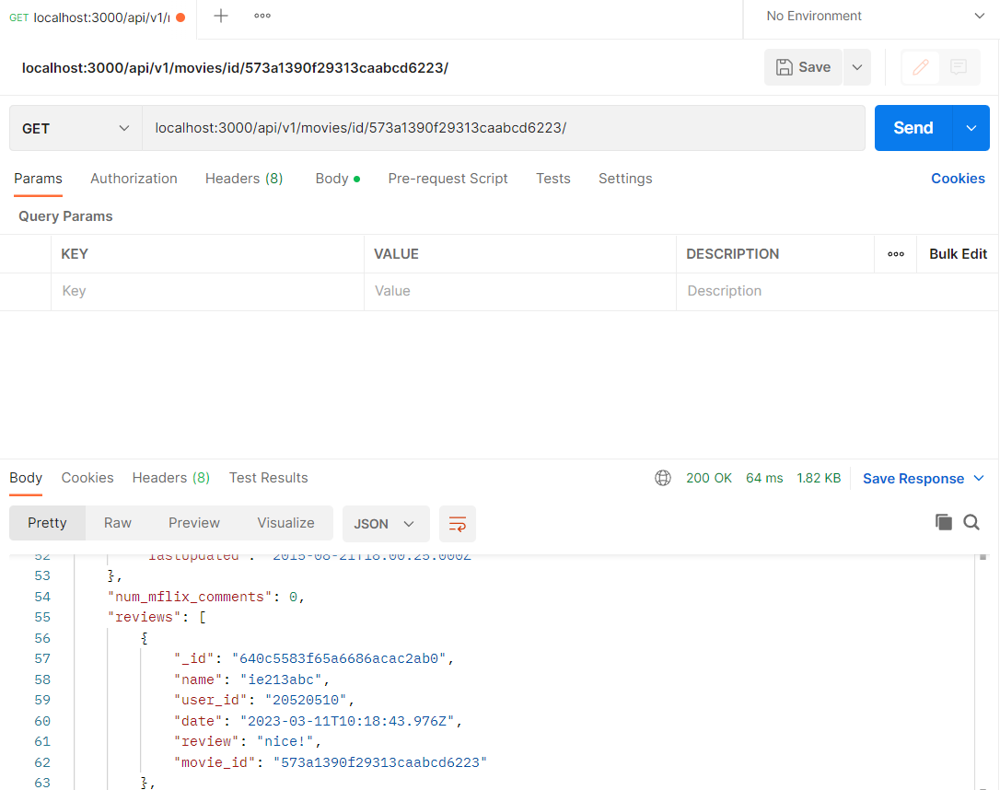 GET localhost:3000/api/v1/r
No Environment
localhost:3000/api/v1/movies/id/573a1390f29313caabcd6223/
Save
GET localhost:3000/api/v1/movies/id/573a1390f29313caabcd6223/ Send
Params Authorization Headers (8) Body Pre-request Script Tests Settings Cookies
Query Params
KEY VALUE DESCRIPTION ooo Bulk Edit
Key Value Description
Body Cookies Headers (8) Test Results 200 OK 64 ms 1.82 KB Save Response
Pretty Raw Preview Visualize JSON
52 "lastupdated": "2015-08-21T18:00:25.000Z"
53 },
54 "num_mflix_comments": 0,
55 "reviews": [
56 {
57 "_id": "640c5583f65a6686acac2ab0",
58 "name": "ie213abc",
59 "user_id": "20520510",
60 "date": "2023-03-11T10:18:43.976Z",
61 "review": "nice!",
62 "movie_id": "573a1390f29313caabcd6223"
63 },